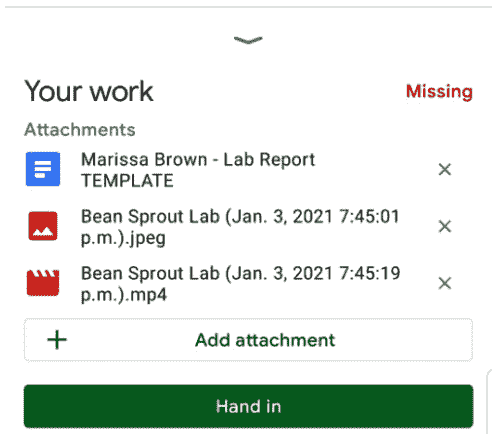 Your work
Missing
Attachments
Marissa Brown - Lab Report
TEMPLATE
Bean Sprout Lab (Jan. 3, 2021 7:45:01
p.m.).jpeg
Bean Sprout Lab (Jan. 3, 2021 7:45:19
p.m.).mp4
Add attachment
Hand in